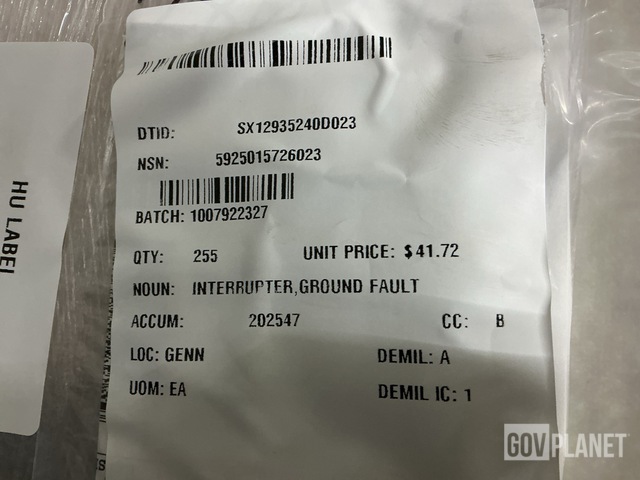 DTID: SX12935240D023
NSN: 5925015726023
BATCH: 1007922327
QTY: 255 UNIT PRICE: $41.72
NOUN: INTERRUPTER,GROUND FAULT
ACCUM: 202547 CC: B
LOC: GENN DEMIL: A
UOM: EA DEMIL IC: 1
HU LABEL
S
GOVPLANET